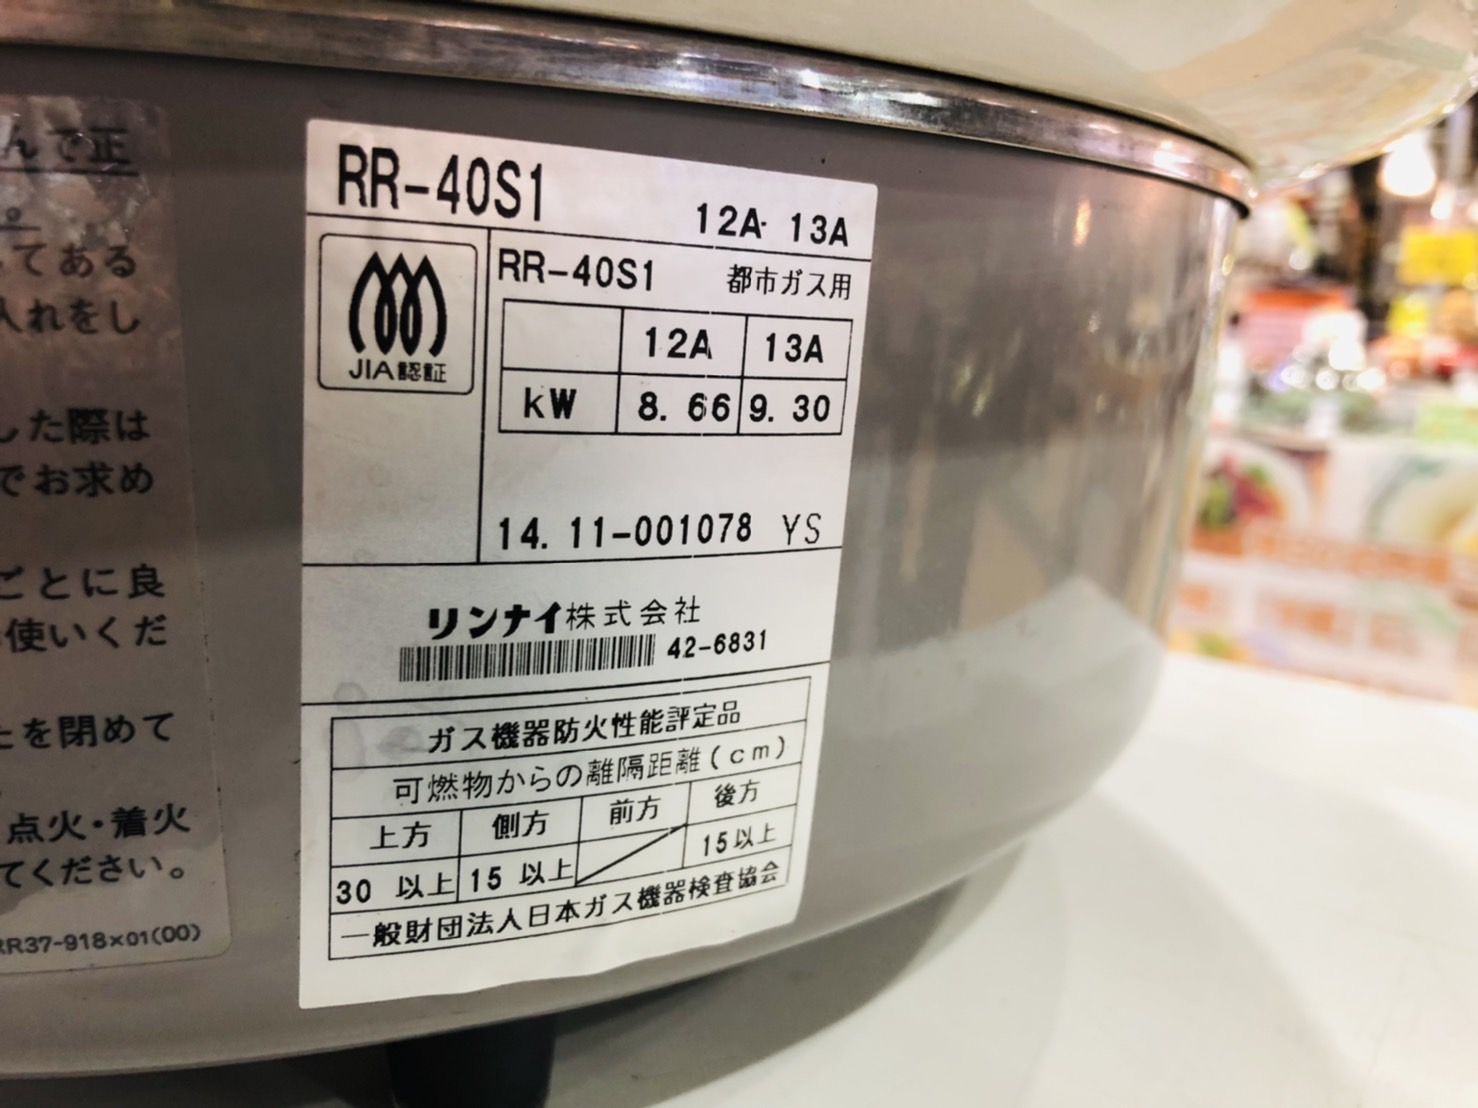 んで正
。
てある
入れをし
した際は
でお求め
ごとに良
使いくだ
を閉めて
点火・着火
てください。
RR37-918×01(00)
RR-40S1
12A・13A
JIA認証
RR-40S1 都市ガス用
12A 13A
kW 8.66 9.30
14.11-001078 YS
リンナイ株式会社
42-6831
ガス機器防火性能評定品
可燃物からの離隔距離(cm)
上方 側方 前方 後方
30 以上 15 以上 15以上
一般財団法人日本ガス機器検査協会